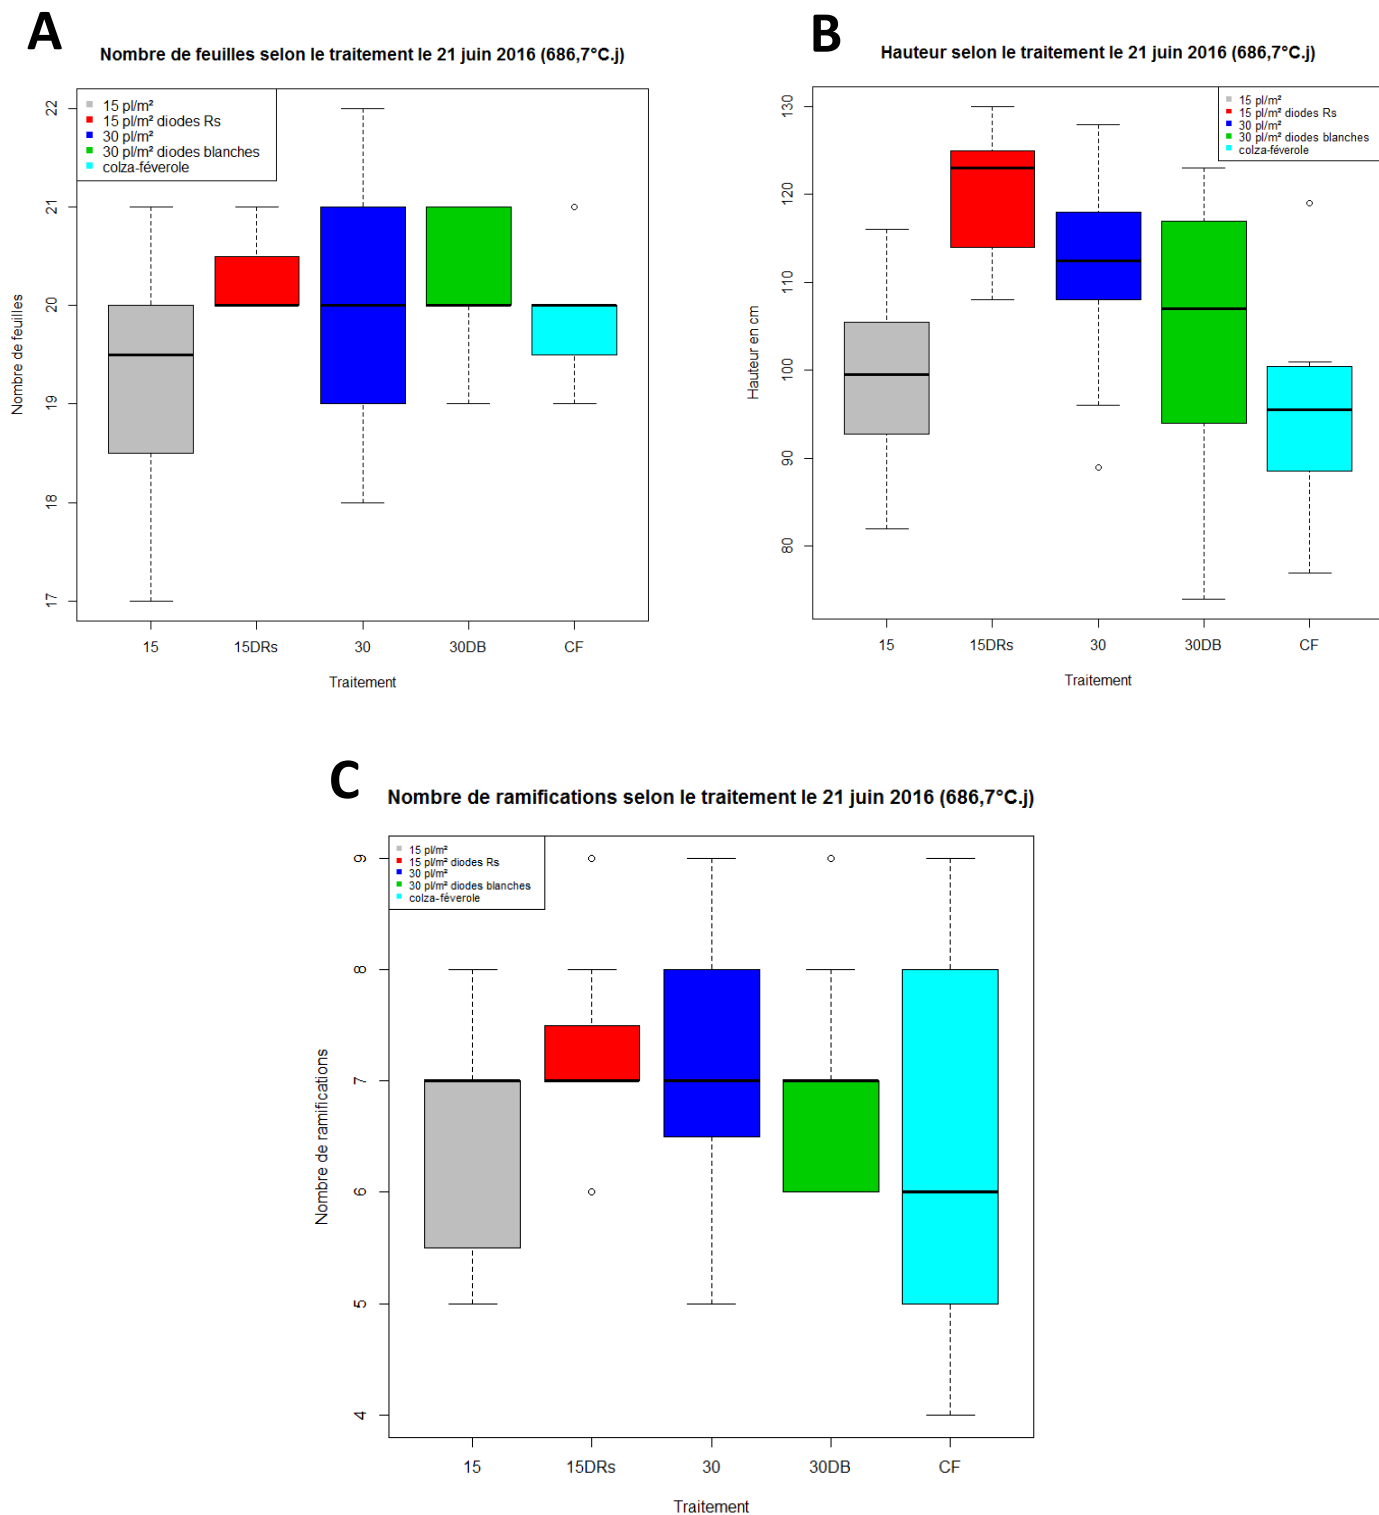 A
Nombre de feuilles selon le traitement le 21 juin 2016 (686,7°C.j)
15 pl/m²
15 pl/m² diodes Rs
30 pl/m²
30 pl/m² diodes blanches
colza-féverole
Nombre de feuilles
22
21
20
19
18
17
15 15DRs 30 30DB CF
Traitement
B
Hauteur selon le traitement le 21 juin 2016 (686,7°C.j)
15 pl/m²
15 pl/m² diodes Rs
30 pl/m²
30 pl/m² diodes blanches
colza-féverole
Hauteur en cm
130
120
110
100
90
80
15 15DRs 30 30DB CF
Traitement
C
Nombre de ramifications selon le traitement le 21 juin 2016 (686,7°C.j)
15 pl/m²
15 pl/m² diodes Rs
30 pl/m²
30 pl/m² diodes blanches
colza-féverole
Nombre de ramifications
9
8
7
6
5
4
15 15DRs 30 30DB CF
Traitement